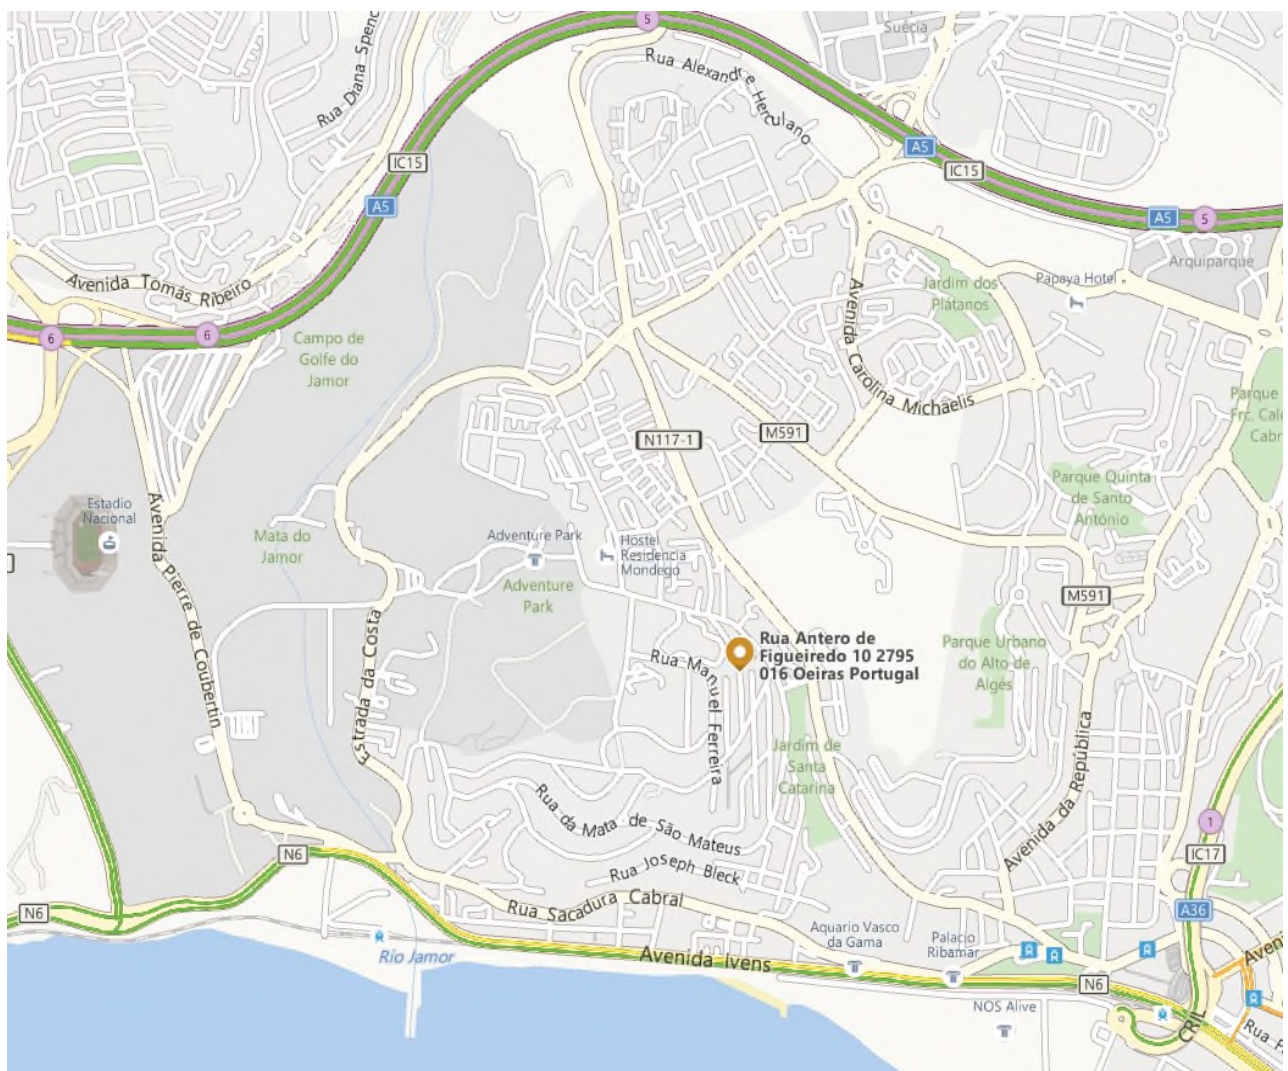 5
Suécia
Rua Diana Spenc
Rua Alexandre Herculano
A5
IC15
IC15
A5
A5
5
Arquiparque
Avenida Tomás Ribeiro
Papaya Hotel
Jardim dos
Plátanos
Avenida Carolina Michaelis
6
6
Campo de
Golfe do
Jamor
Parque
Frc. Ca
Cabr
N117-1
M591
Parque Quinta
de Santo
António
Estadio
Nacional
Avenida Pierre de Coubertin
Mata do
Jamor
Adventure Park
Adventure
Park
Hostel
Residencia
Mondego
M591
Estrada da Costa
Rua Manuel Ferreira
Rua Antero de
Figueiredo 10 2795
016 Oeiras Portugal
Parque Urbano
do Alto de
Algés
Jardim de
Santa
Catarina
Avenida da República
Rua da Mata de São Mateus
Rua Joseph Bleck
1
IC17
N6
N6
Rua Sacadura Cabral
A36
Aquario Vasco
da Gama
Palacio
Ribamar
Rio Jamor
Avenida Ivens
N6
Aveni
NOS Alive
CRIL
Rua